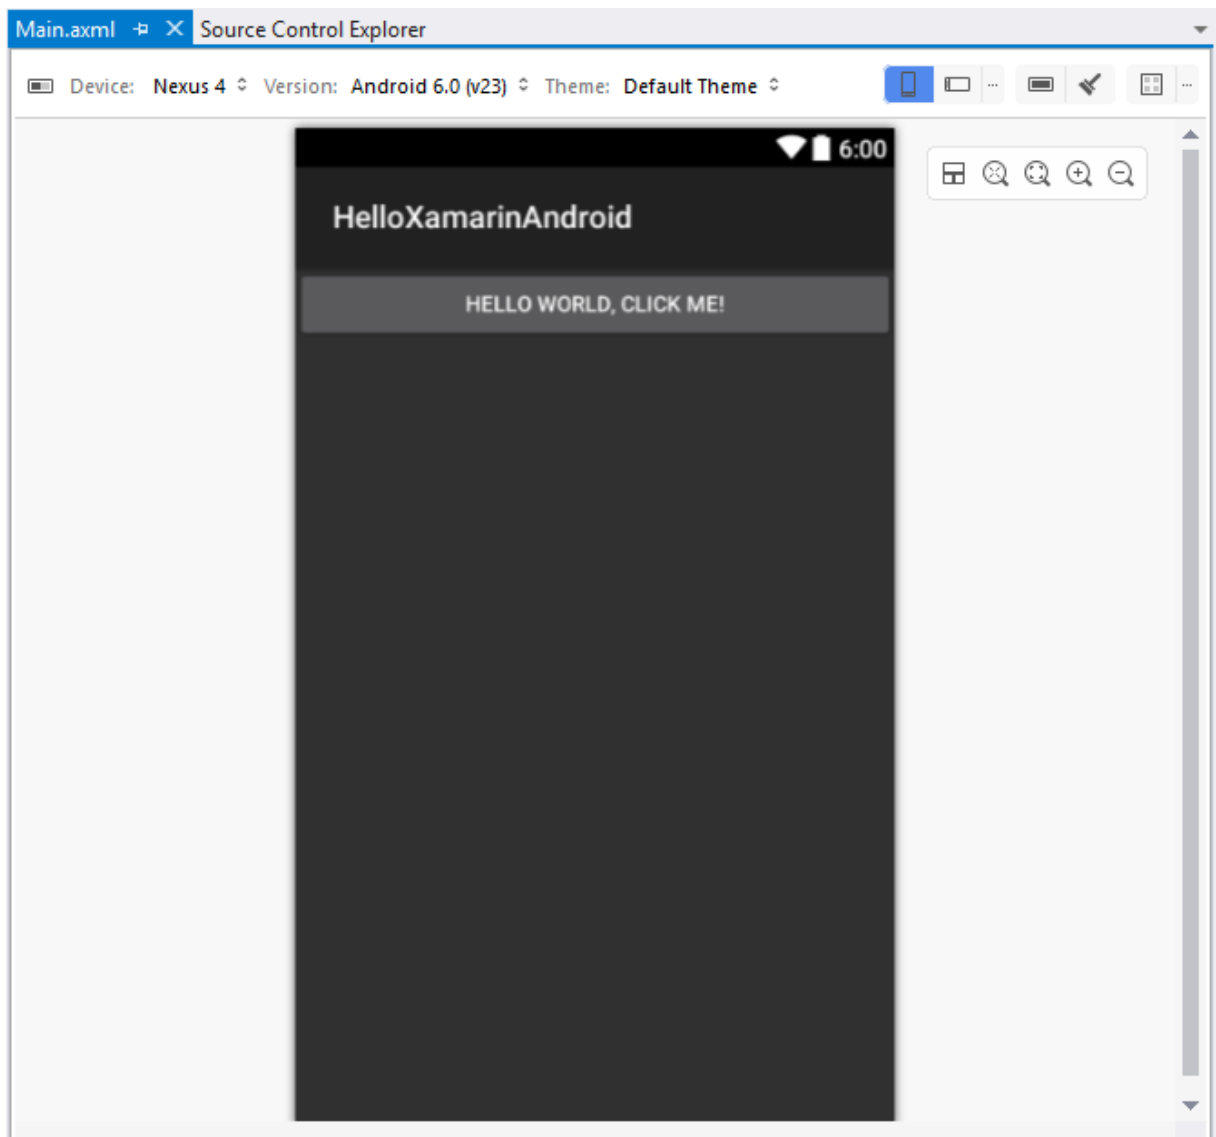 Main.axml Source Control Explorer
Device: Nexus 4 Version: Android 6.0 (v23) Theme: Default Theme
6:00
HelloXamarinAndroid
HELLO WORLD, CLICK ME!